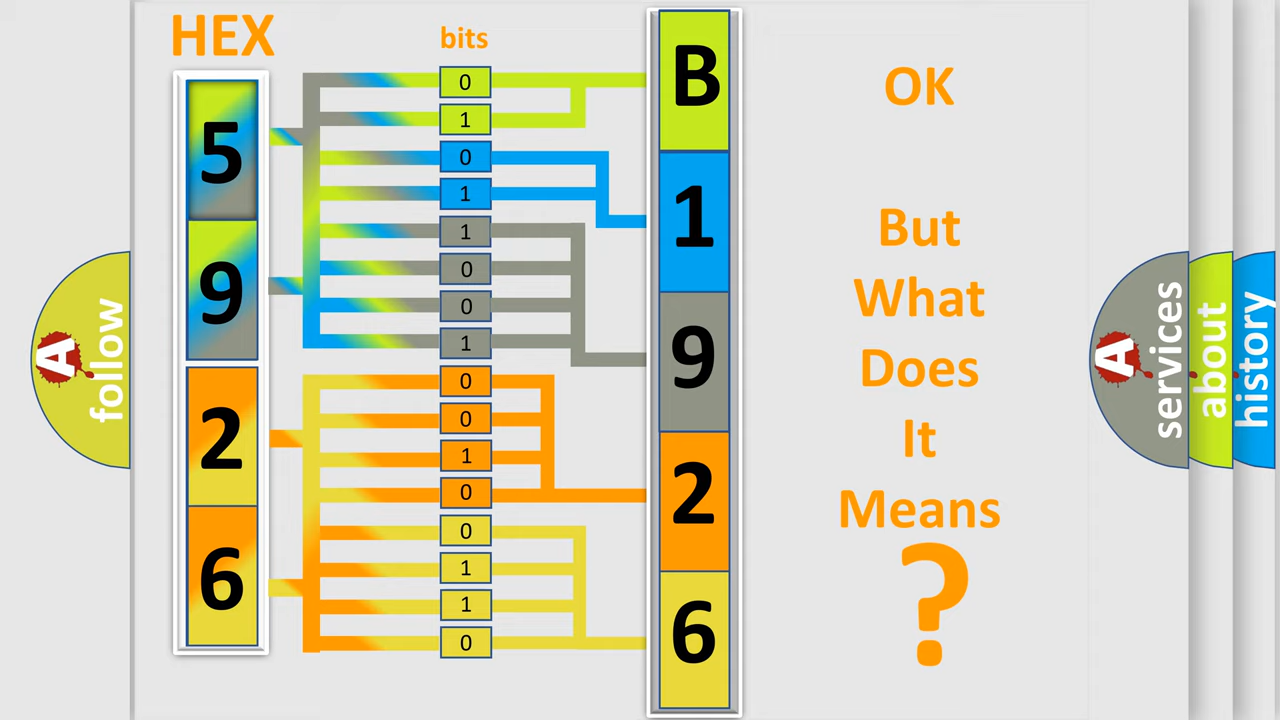 HEX
bits
5
9
2
6
0
1
0
1
1
0
0
1
0
0
1
0
0
1
1
0
B
1
9
2
6
OK
But
What
Does
It
Means
?
A
follow
A
services
about
history